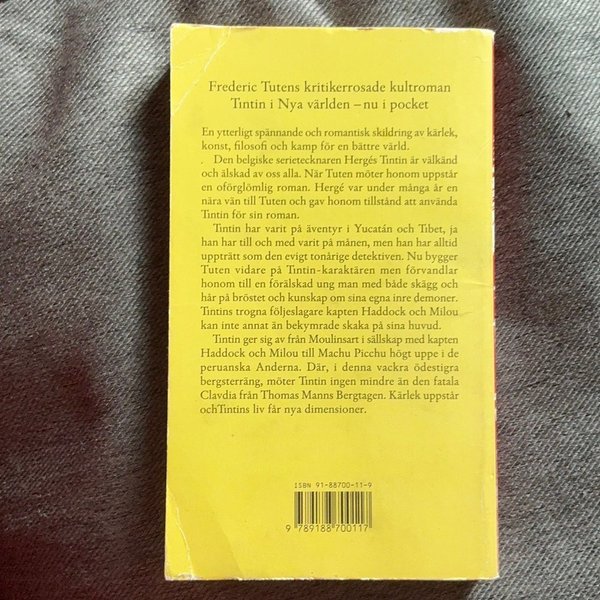 Frederic Tutens kritikerrosade kultroman
Tintin i Nya världen – nu i pocket
En ytterligt spännande och romantisk skildring av kärlek,
konst, filosofi och kamp för en bättre värld.
. Den belgiske serietecknaren Hergés Tintin är välkänd
och älskad av oss alla. När Tuten möter honom uppstår
en oförglömlig roman. Hergé var under många år en
nära vän till Tuten och gav honom tillstånd att använda
Tintin för sin roman.
Tintin har varit på äventyr i Yucatán och Tibet, ja
han har till och med varit på månen, men han har alltid
uppträtt som den evigt tonårige detektiven. Nu bygger
Tuten vidare på Tintin-karaktären men förvandlar
honom till en förälskad ung man med både skägg och
hår på bröstet och kunskap om sina egna inre demoner.
Tintins trogna följeslagare kapten Haddock och Milou
kan inte annat än bekymrade skaka på sina huvud.
Tintin ger sig av från Moulinsart i sällskap med kapten
Haddock och Milou till Machu Picchu högt uppe i de
peruanska Anderna. Där, i denna vackra ödestigra
bergsterräng, möter Tintin ingen mindre än den fatala
Clavdia från Thomas Manns Bergtagen. Kärlek uppstår
ochTintins liv får nya dimensioner.
ISBN 91-88700-11-9
9 789188 700117